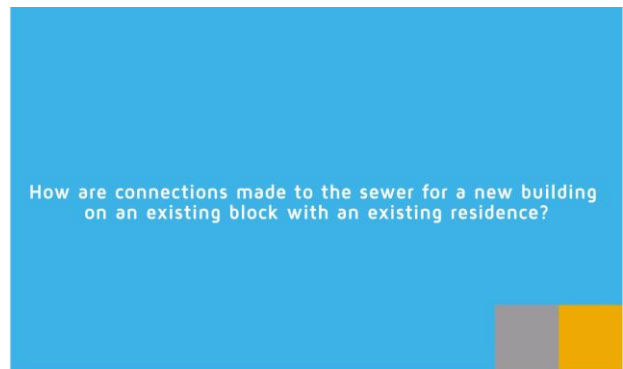 How are connections made to the sewer for a new building
on an existing block with an existing residence?